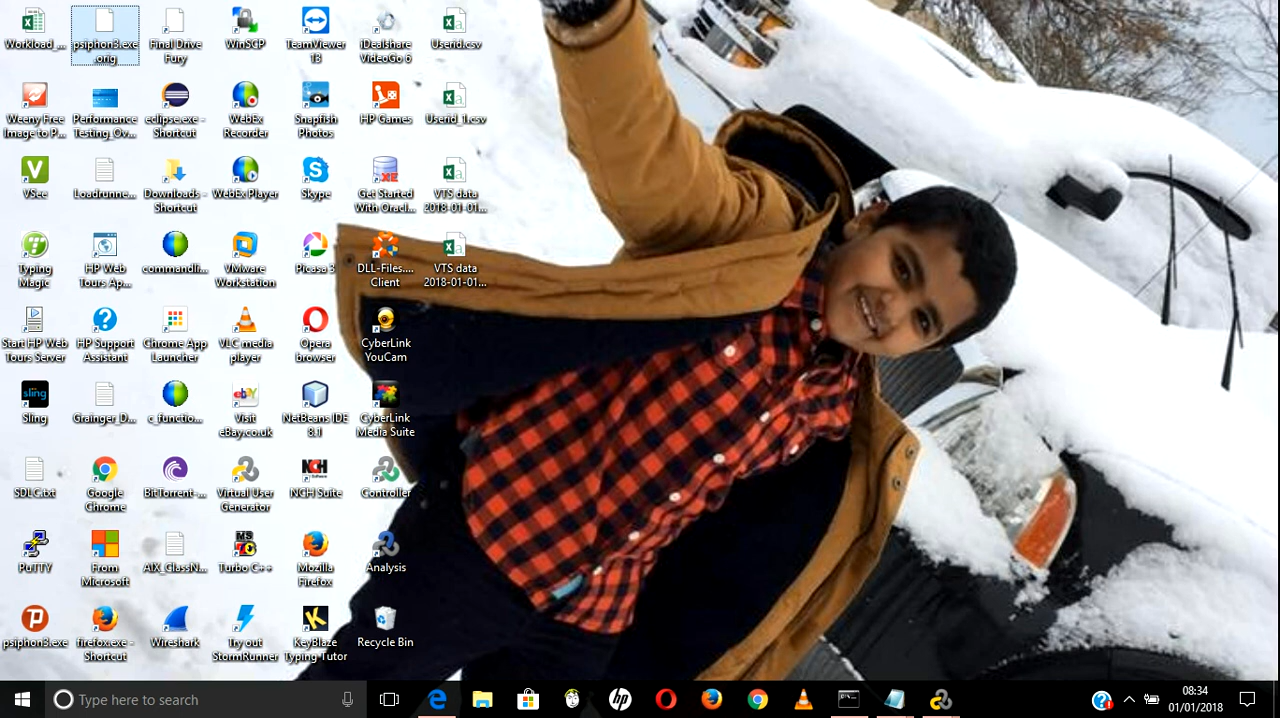 Workload_...
psiphon3.exe
.orig
Final Drive
Fury
WinSCP
TeamViewer
13
iDealshare
VideoGo 6
Userid.csv
Weeny Free
Image to P...
Performance
Testing_Ov...
eclipse.exe -
Shortcut
WebEx
Recorder
Snapfish
Photos
HP Games
Userid_1.csv
VSee
Loadrunne...
Downloads -
Shortcut
WebEx Player
Skype
Get Started
With Oracl...
VTS data
2018-01-01...
Typing
Magic
HP Web
Tours Ap...
commandli...
VMware
Workstation
Picasa 3
DLL-Files....
Client
VTS data
2018-01-01...
Start HP Web
Tours Server
HP Support
Assistant
Chrome App
Launcher
VLC media
player
Opera
browser
CyberLink
YouCam
sling
Sling
Grainger_D...
c_functio...
ebay
Visit
eBay.co.uk
NetBeans IDE
8.1
CyberLink
Media Suite
SDLC.txt
Google
Chrome
BitTorrent-...
Virtual User
Generator
NCH
NCH Suite
Controller
PuTTY
From
Microsoft
AIX_ClassN...
Turbo C++
Mozilla
Firefox
Analysis
psiphon3.exe
firefox.exe -
Shortcut
Wireshark
Try out
StormRunner
KeyBlaze
Typing Tutor
Recycle Bin
Type here to search
hp
08:34
01/01/2018